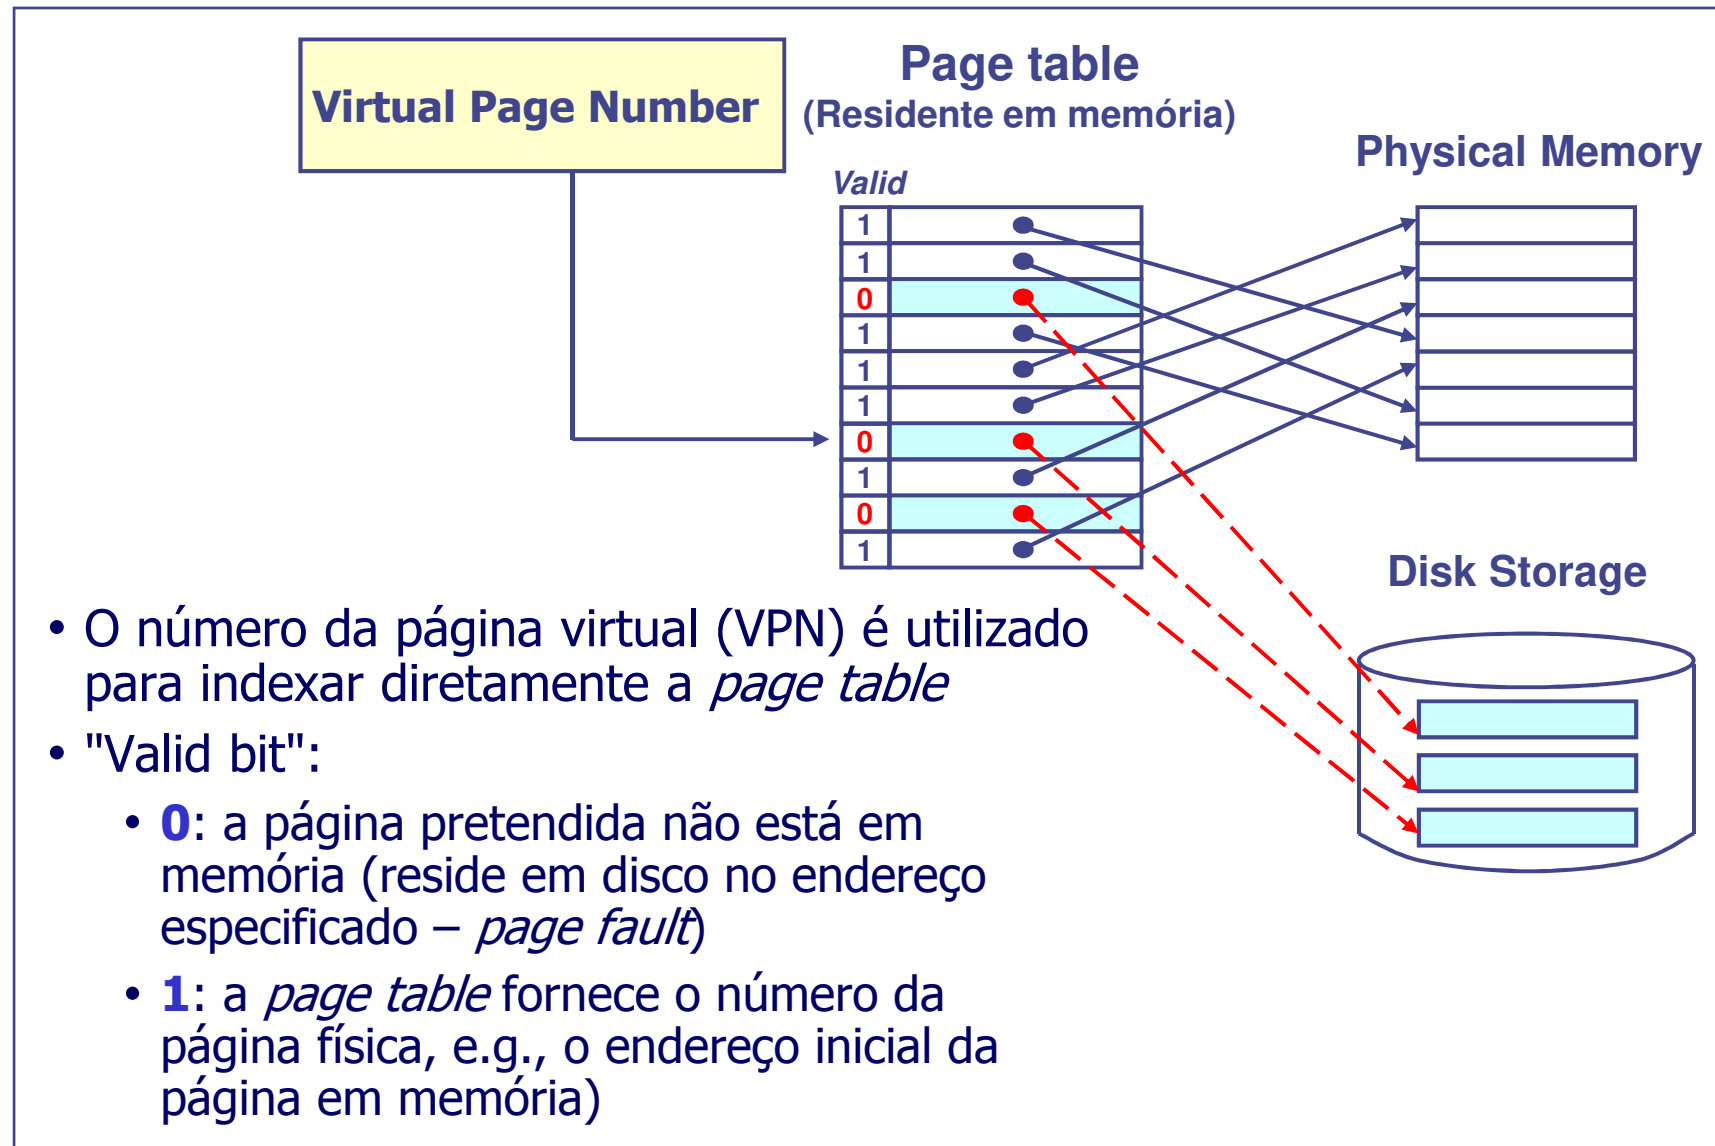 Virtual Page Number
Page table
(Residente em memória)
Physical Memory
Valid
1
1
0
1
1
1
0
1
0
1
Disk Storage
• O número da página virtual (VPN) é utilizado
para indexar diretamente a page table
• "Valid bit":
• 0: a página pretendida não está em
memória (reside em disco no endereço
especificado – page fault)
• 1: a page table fornece o número da
página física, e.g., o endereço inicial da
página em memória)